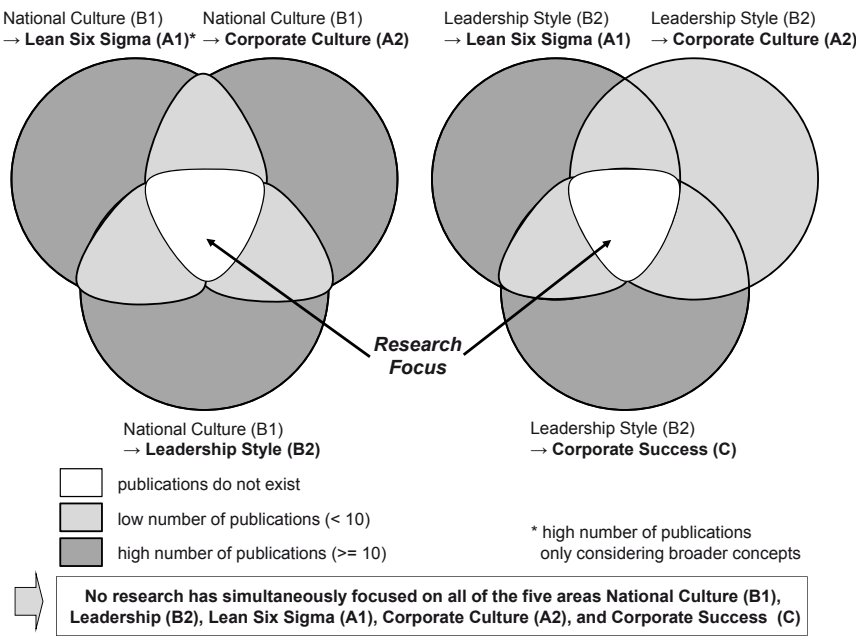 National Culture (B1)
→ Lean Six Sigma (A1)*
National Culture (B1)
→ Corporate Culture (A2)
Leadership Style (B2)
→ Lean Six Sigma (A1)
Leadership Style (B2)
→ Corporate Culture (A2)
Research
Focus
National Culture (B1)
→ Leadership Style (B2)
Leadership Style (B2)
→ Corporate Success (C)
publications do not exist
low number of publications (< 10)
high number of publications (>= 10)
* high number of publications
only considering broader concepts
No research has simultaneously focused on all of the five areas National Culture (B1),
Leadership (B2), Lean Six Sigma (A1), Corporate Culture (A2), and Corporate Success (C)